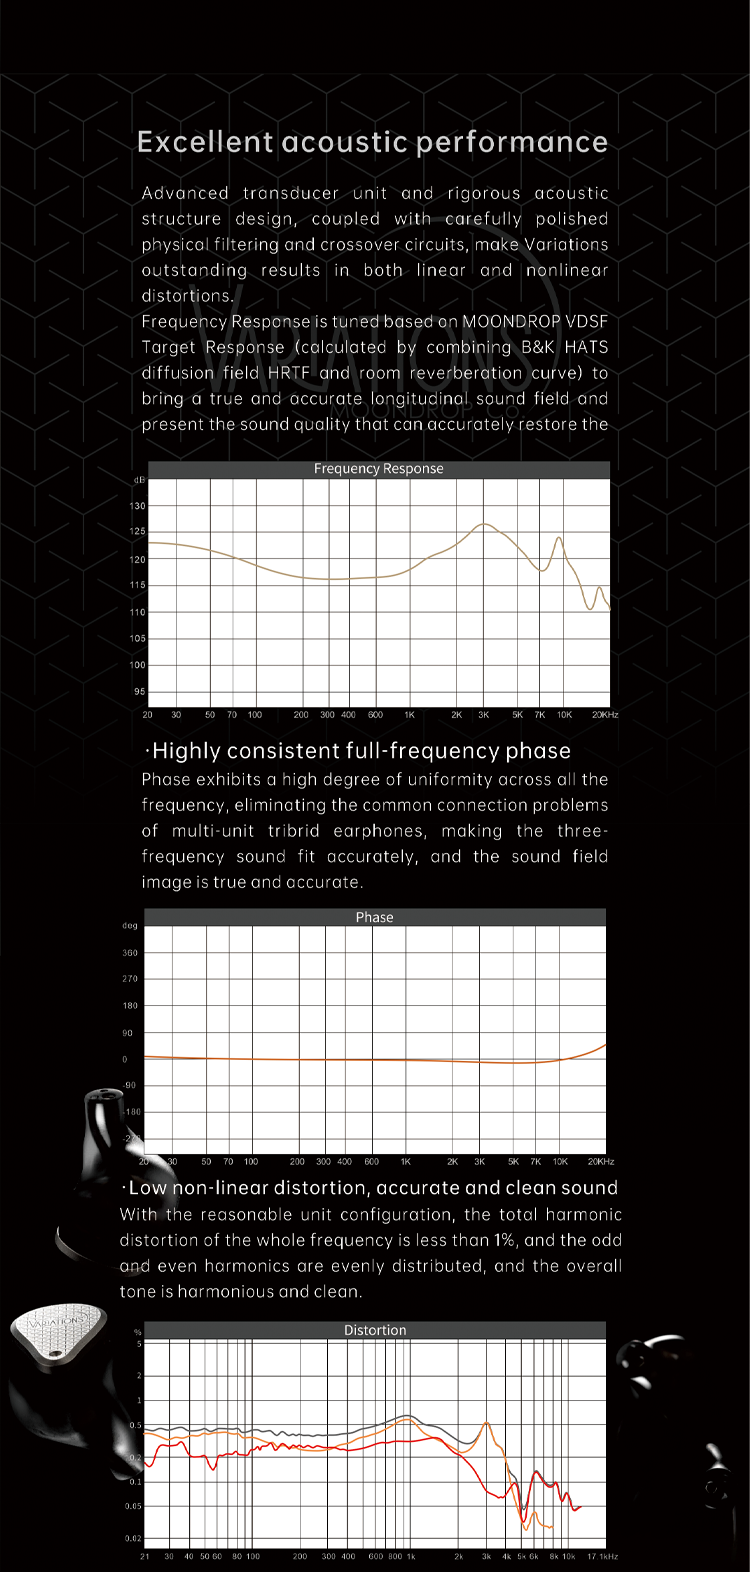 Excellent acoustic performance
Advanced transducer unit and rigorous acoustic
structure design, coupled with carefully polished
physical filtering and crossover circuits, make Variations
outstanding results in both linear and nonlinear
distortions.
Frequency Response is tuned based on MOONDROP VDSF
Target Response (calculated by combining B&K HATS
diffusion field HRTF and room reverberation curve) to
bring a true and accurate longitudinal sound field and
present the sound quality that can accurately restore the
VARIATIONS
MOONDROP Co.
Frequency Response
dB
130
125
120
115
110
105
100
95
20 30 50 70 100 200 300 400 600 1K 2K 3K 5K 7K 10K 20KHz
·Highly consistent full-frequency phase
Phase exhibits a high degree of uniformity across all the
frequency, eliminating the common connection problems
of multi-unit tribrid earphones, making the three-
frequency sound fit accurately, and the sound field
image is true and accurate.
Phase
deg
360
270
180
90
0
-90
-180
-270
20 30 50 70 100 200 300 400 600 1K 2K 3K 5K 7K 10K 20KHz
·Low non-linear distortion, accurate and clean sound
With the reasonable unit configuration, the total harmonic
distortion of the whole frequency is less than 1%, and the odd
and even harmonics are evenly distributed, and the overall
tone is harmonious and clean.
VARIATIONS
Distortion
%
5
2
1
0.5
0.2
0.1
0.05
0.02
21 30 40 50 60 80 100 200 300 400 600 800 1k 2k 3k 4k 5k 6k 8k 10k 17.1kHz